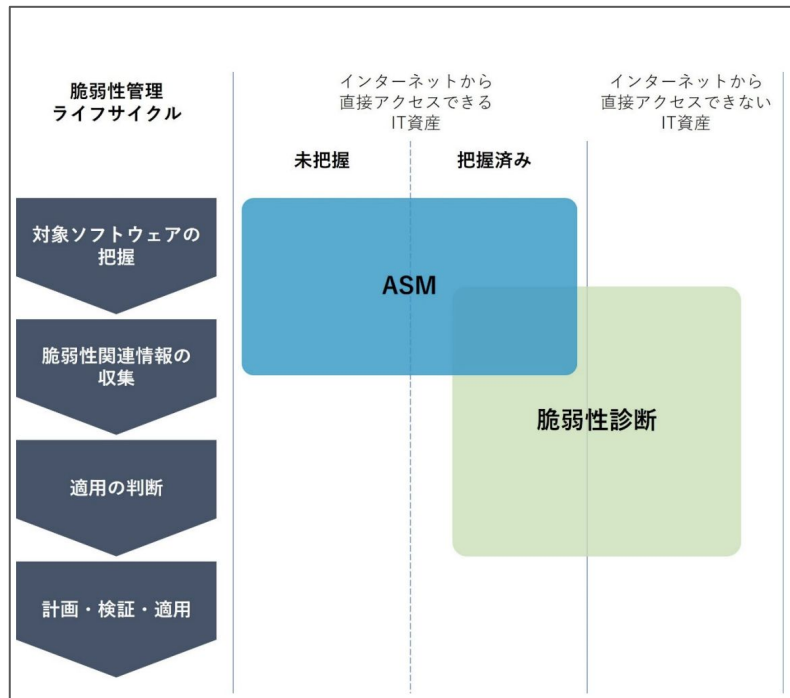 脆弱性管理
ライフサイクル
インターネットから
直接アクセスできる
IT資産
インターネットから
直接アクセスできない
IT資産
未把握
把握済み
対象ソフトウェアの
把握
ASM
脆弱性関連情報の
収集
脆弱性診断
適用の判断
計画・検証・適用